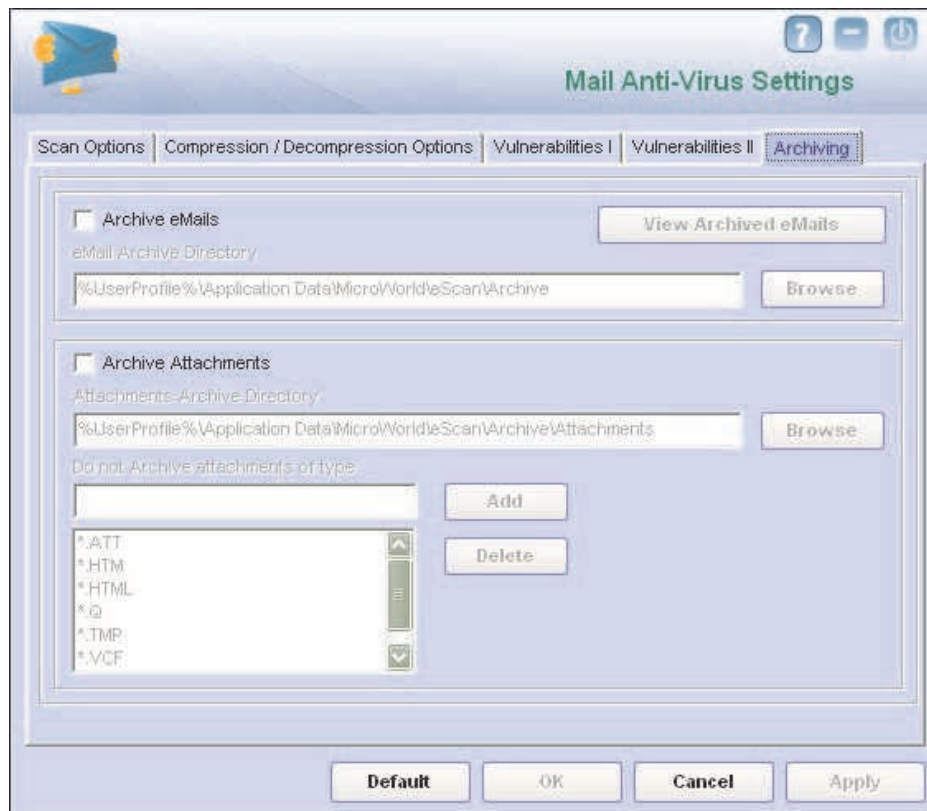 Mail Anti-Virus Settings
Scan Options
Compression / Decompression Options
Vulnerabilities I
Vulnerabilities II
Archiving
Archive eMails
View Archived eMails
eMail Archive Directory
%UserProfile%\Application Data\MicroWorld\eScan\Archive
Browse
Archive Attachments
Attachments-Archive Directory
%UserProfile%\Application Data\MicroWorld\eScan\Archive\Attachments
Browse
Do not Archive attachments of type
Add
*.ATT
*.HTM
*.HTML
*.Q
*.TMP
*.VCF
Delete
Default
OK
Cancel
Apply